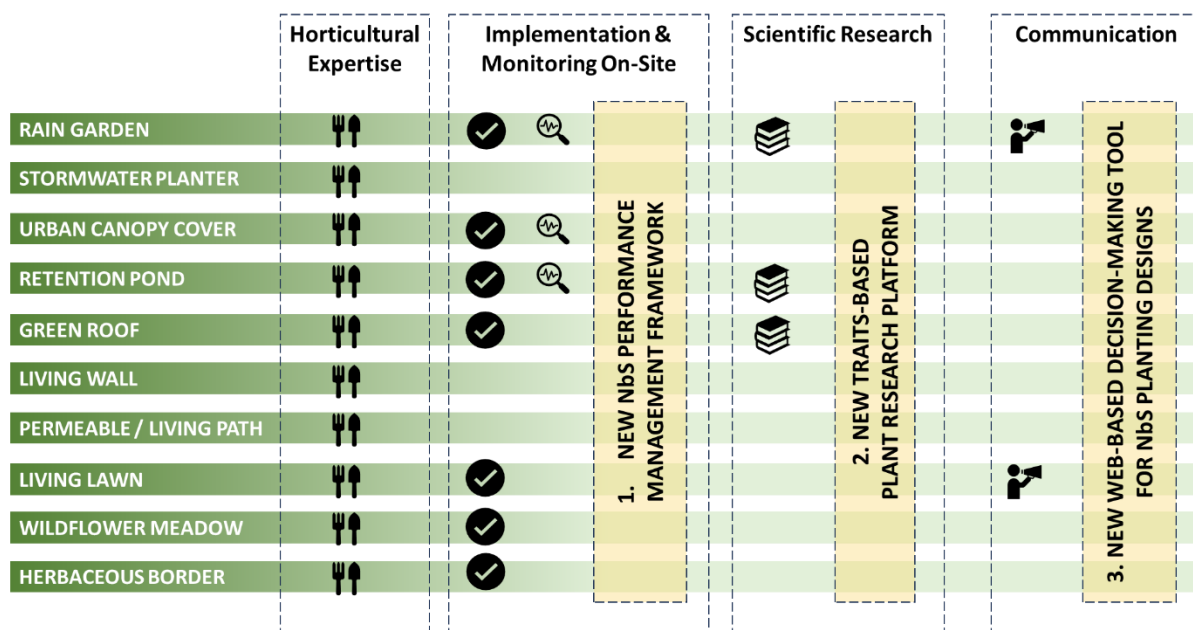 Horticultural
Expertise
Implementation &
Monitoring On-Site
Scientific Research
Communication
RAIN GARDEN
STORMWATER PLANTER
URBAN CANOPY COVER
RETENTION POND
GREEN ROOF
LIVING WALL
PERMEABLE / LIVING PATH
LIVING LAWN
WILDFLOWER MEADOW
HERBACEOUS BORDER
1. NEW NbS PERFORMANCE
MANAGEMENT FRAMEWORK
2. NEW TRAITS-BASED
PLANT RESEARCH PLATFORM
3. NEW WEB-BASED DECISION-MAKING TOOL
FOR NbS PLANTING DESIGNS